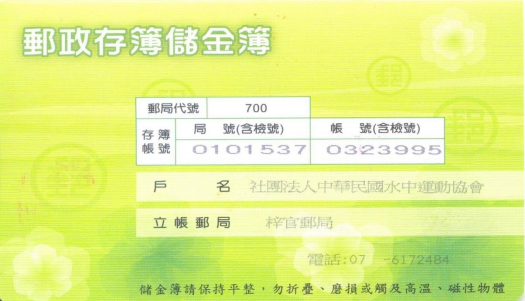 郵政存簿儲金簿
郵局代號 700
存簿帳號 局 號(含檢號) 帳 號(含檢號)
0101537 0323995
戶 名 社團法人中華民國水中運動協會
立帳郵局 梓官郵局
電話:07 -6172484
儲金簿請保持平整，勿折疊、磨損或觸及高溫、磁性物體